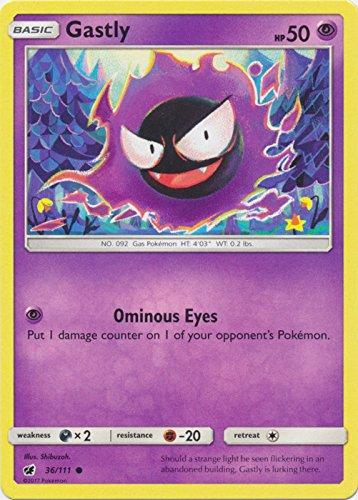 BASIC Gastly HP 50
NO. 092 Gas Pokémon HT: 4'03" WT: 0.2 lbs.
Ominous Eyes
Put 1 damage counter on 1 of your opponent's Pokémon.
weakness ×2 resistance -20 retreat
Illus. Shibuzoh.
36/111
©2017 Pokémon
Should a strange light be seen flickering in an
abandoned building, Gastly is lurking there.